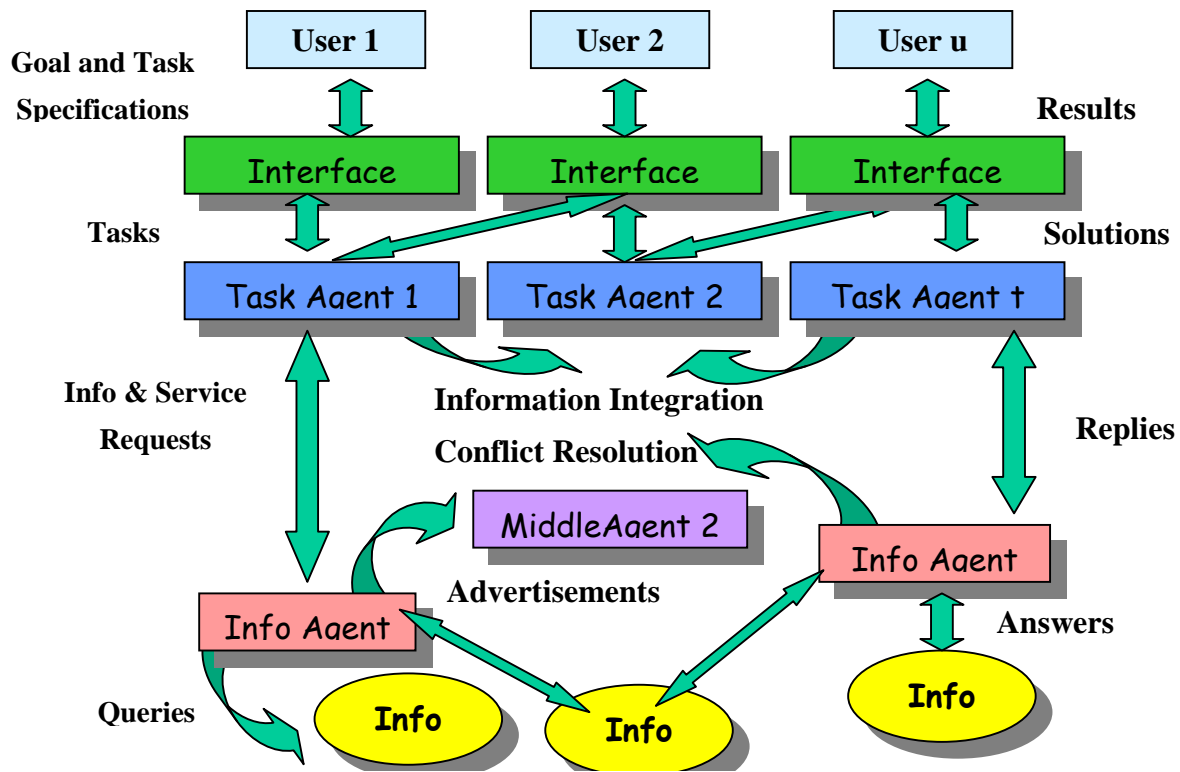 User 1
User 2
User u
Goal and Task
Specifications
Results
Interface
Interface
Interface
Tasks
Solutions
Task Agent 1
Task Agent 2
Task Agent t
Info & Service
Requests
Information Integration
Conflict Resolution
Replies
MiddleAgent 2
Info Agent
Advertisements
Info Agent
Answers
Queries
Info
Info
Info